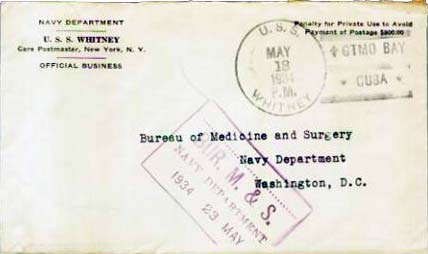 NAVY DEPARTMENT
U. S. S. WHITNEY
Care Postmaster, New York, N. Y.
OFFICIAL BUSINESS
Penalty for Private Use to Avoid
Payment of Postage $300.00
U. S. S.
MAY
18
1934
P.M.
WHITNEY
GTMO BAY
CUBA
Bureau of Medicine and Surgery
Navy Department
Washington, D.C.
BUR. M. & S.
NAVY DEPARTMENT
1934 23 MAY